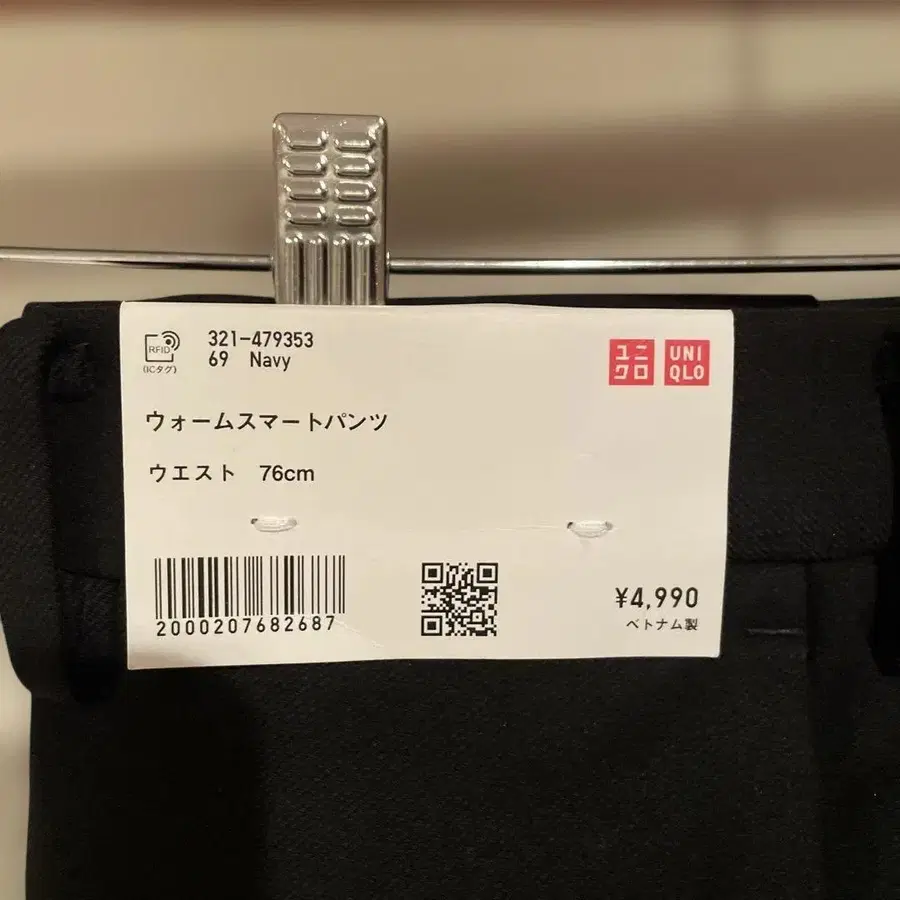 RFID
(ICタグ)
321-479353
69 Navy
ユニ
クロ
UNI
QLO
ウォームスマートパンツ
ウエスト 76cm
2000207682687
¥4,990
ベトナム製